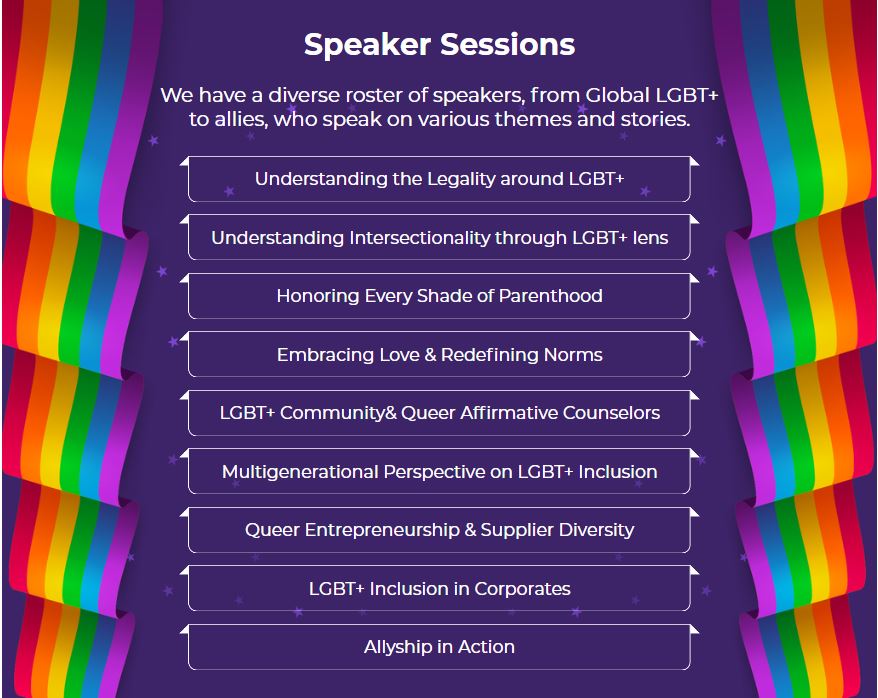 Speaker Sessions
We have a diverse roster of speakers, from Global LGBT+
to allies, who speak on various themes and stories.
Understanding the Legality around LGBT+
Understanding Intersectionality through LGBT+ lens
Honoring Every Shade of Parenthood
Embracing Love & Redefining Norms
LGBT+ Community& Queer Affirmative Counselors
Multigenerational Perspective on LGBT+ Inclusion
Queer Entrepreneurship & Supplier Diversity
LGBT+ Inclusion in Corporates
Allyship in Action